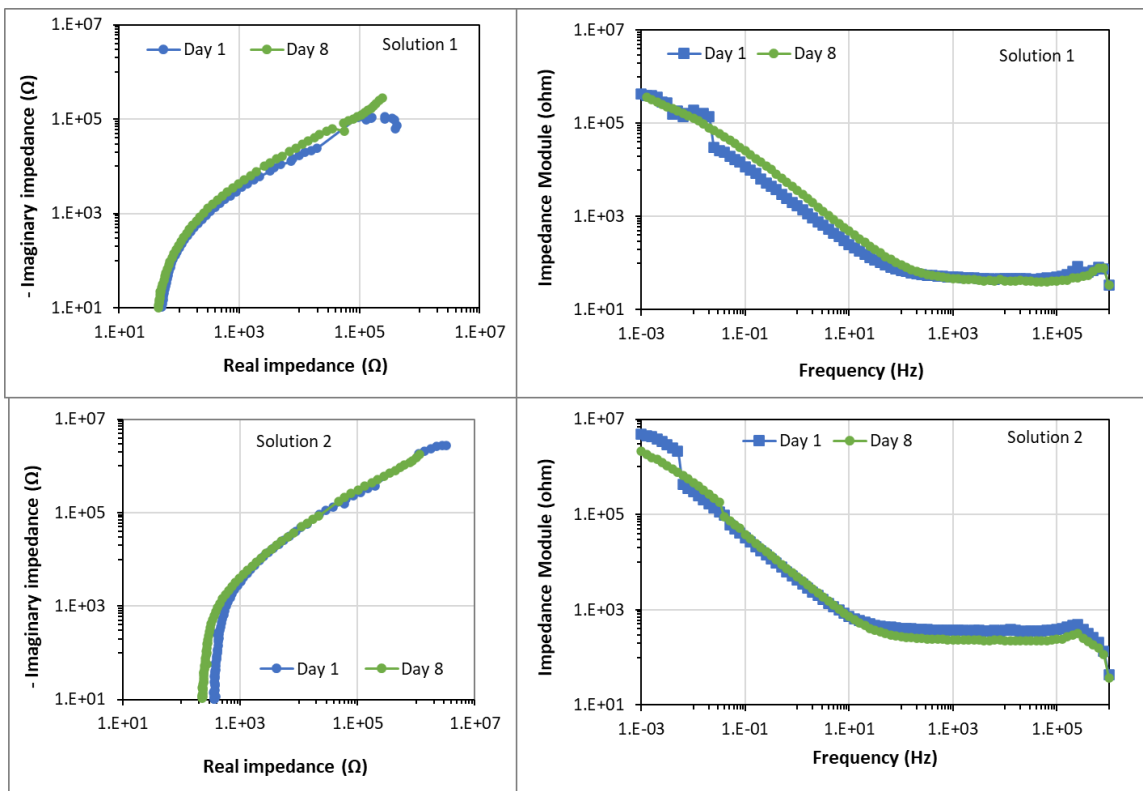 1.E+07
Day 1
Day 8
Solution 1
1.E+05
1.E+03
1.E+01
1.E-01
1.E+01
1.E+03
1.E+05
1.E+07
- Imaginary impedance (Ω)
Real impedance (Ω)
1.E+07
Day 1
Day 8
Solution 1
1.E+05
1.E+03
1.E+01
1.E-03
1.E-01
1.E+01
1.E+03
1.E+05
Impedance Module (ohm)
Frequency (Hz)
1.E+07
Solution 2
1.E+05
1.E+03
Day 1
Day 8
1.E+01
1.E+01
1.E+01
1.E+03
1.E+05
1.E+07
- Imaginary impedance (Ω)
Real impedance (Ω)
1.E+07
Day 1
Day 8
Solution 2
1.E+05
1.E+03
1.E+01
1.E-03
1.E-01
1.E+01
1.E+03
1.E+05
Impedance Module (ohm)
Frequency (Hz)